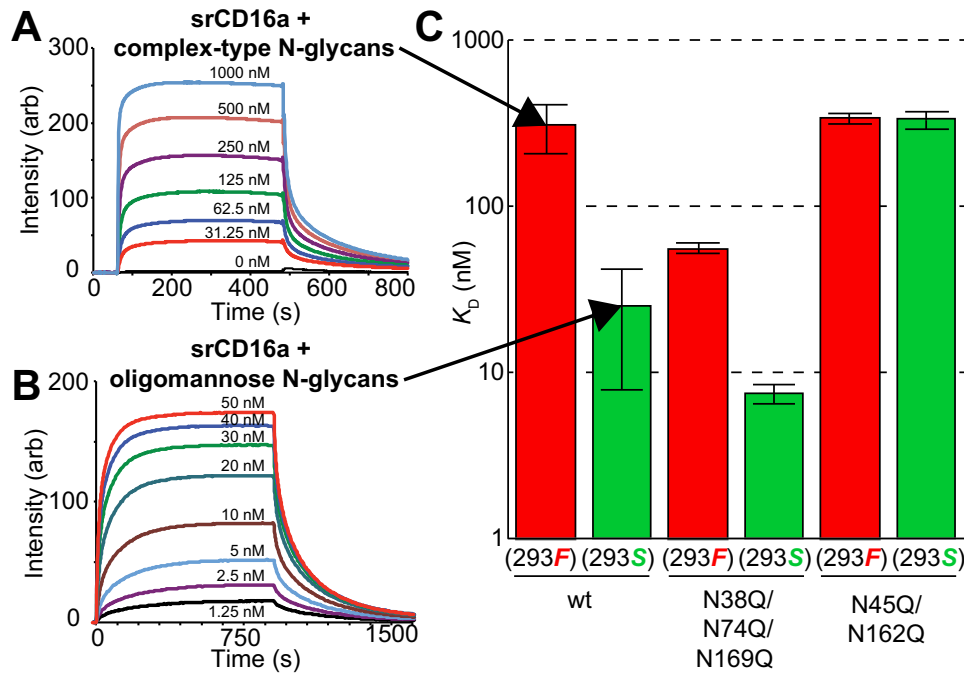 A
srCD16a +
complex-type N-glycans
300
200
100
0
Intensity (arb)
1000 nM
500 nM
250 nM
125 nM
62.5 nM
31.25 nM
0 nM
0 200 400 600 800
Time (s)
B
srCD16a +
oligomannose N-glycans
200
100
0
Intensity (arb)
50 nM
40 nM
30 nM
20 nM
10 nM
5 nM
2.5 nM
1.25 nM
0 750 1500
Time (s)
C
1000
100
10
1
KD (nM)
(293F) (293S) (293F) (293S) (293F) (293S)
wt
N38Q/
N74Q/
N169Q
N45Q/
N162Q